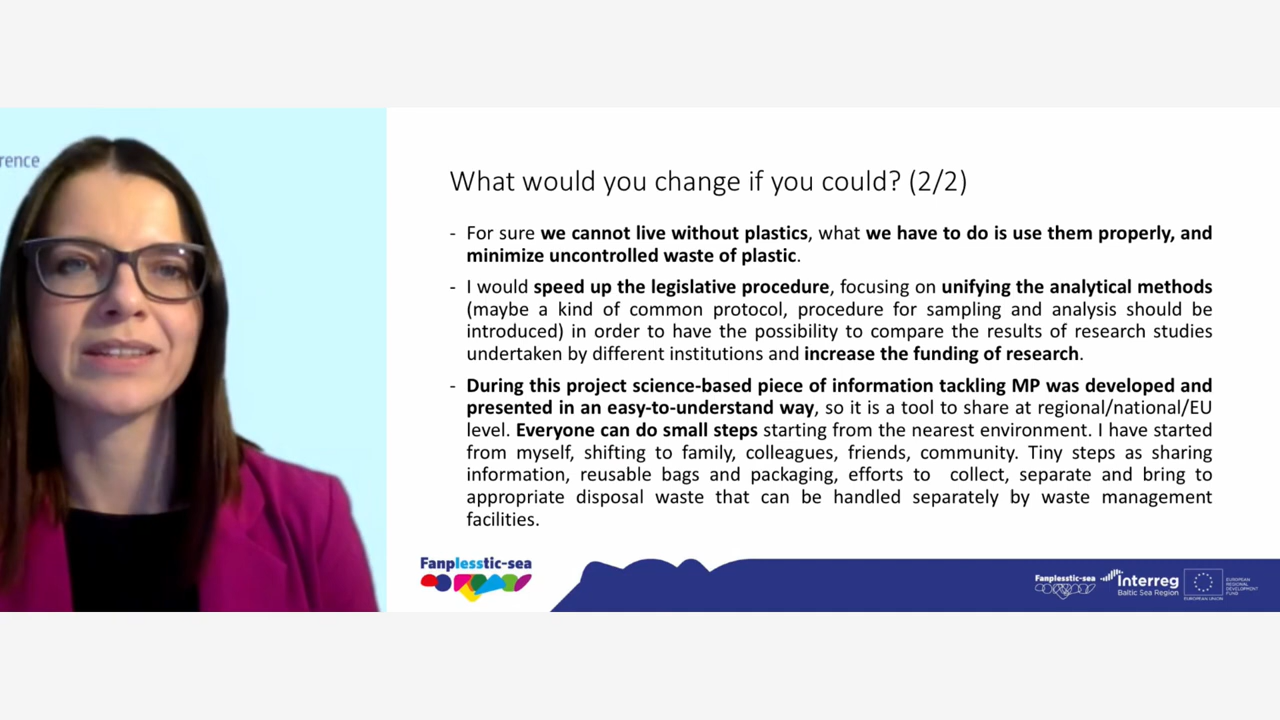 rence
What would you change if you could? (2/2)
- For sure we cannot live without plastics, what we have to do is use them properly, and
minimize uncontrolled waste of plastic.
- I would speed up the legislative procedure, focusing on unifying the analytical methods
(maybe a kind of common protocol, procedure for sampling and analysis should be
introduced) in order to have the possibility to compare the results of research studies
undertaken by different institutions and increase the funding of research.
- During this project science-based piece of information tackling MP was developed and
presented in an easy-to-understand way, so it is a tool to share at regional/national/EU
level. Everyone can do small steps starting from the nearest environment. I have started
from myself, shifting to family, colleagues, friends, community. Tiny steps as sharing
information, reusable bags and packaging, efforts to collect, separate and bring to
appropriate disposal waste that can be handled separately by waste management
facilities.
Fanplesstic-sea
Fanplesstic-sea
Interreg
Baltic Sea Region
EUROPEAN UNION
EUROPEAN
REGIONAL
DEVELOPMENT
FUND